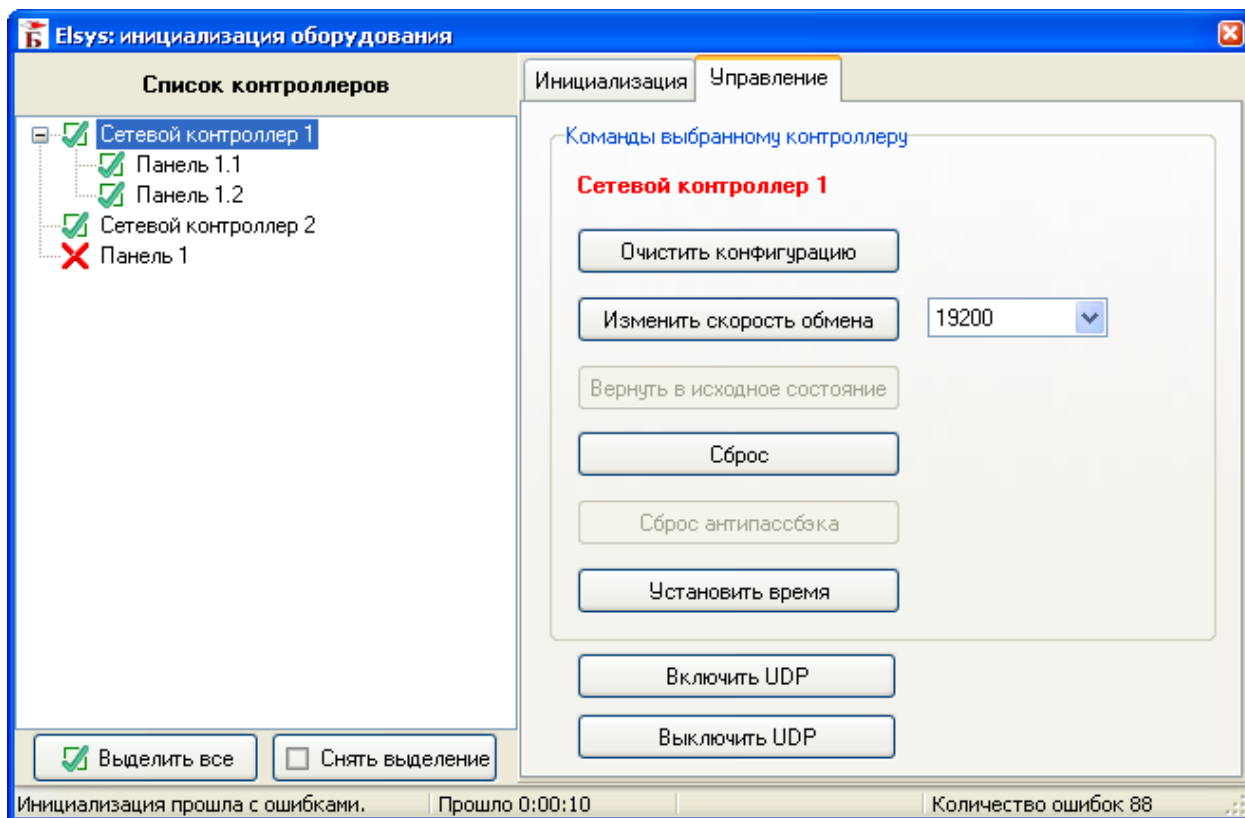 Elsys: инициализация оборудования
Список контроллеров
Сетевой контроллер 1
Панель 1.1
Панель 1.2
Сетевой контроллер 2
Панель 1
Выделить все
Снять выделение
Инициализация
Управление
Команды выбранному контроллеру
Сетевой контроллер 1
Очистить конфигурацию
Изменить скорость обмена
19200
Вернуть в исходное состояние
Сброс
Сброс антипассбэка
Установить время
Включить UDP
Выключить UDP
Инициализация прошла с ошибками.
Прошло 0:00:10
Количество ошибок 88